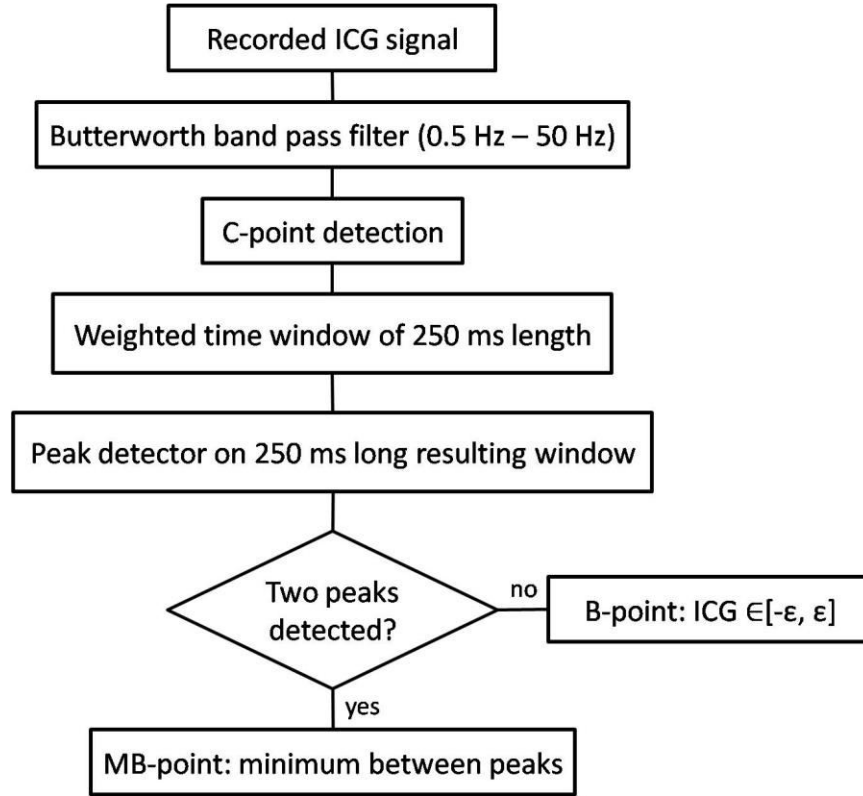 Recorded ICG signal
Butterworth band pass filter (0.5 Hz – 50 Hz)
C-point detection
Weighted time window of 250 ms length
Peak detector on 250 ms long resulting window
Two peaks
detected?
no
B-point: ICG ∈[-ε, ε]
yes
MB-point: minimum between peaks